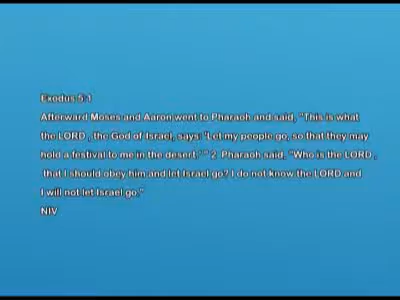 Exodus 5:1
Afterward Moses and Aaron went to Pharaoh and said, "This is what
the LORD , the God of Israel, says: 'Let my people go, so that they may
hold a festival to me in the desert.' " 2 Pharaoh said, "Who is the LORD ,
that I should obey him and let Israel go? I do not know the LORD and
I will not let Israel go."
NIV